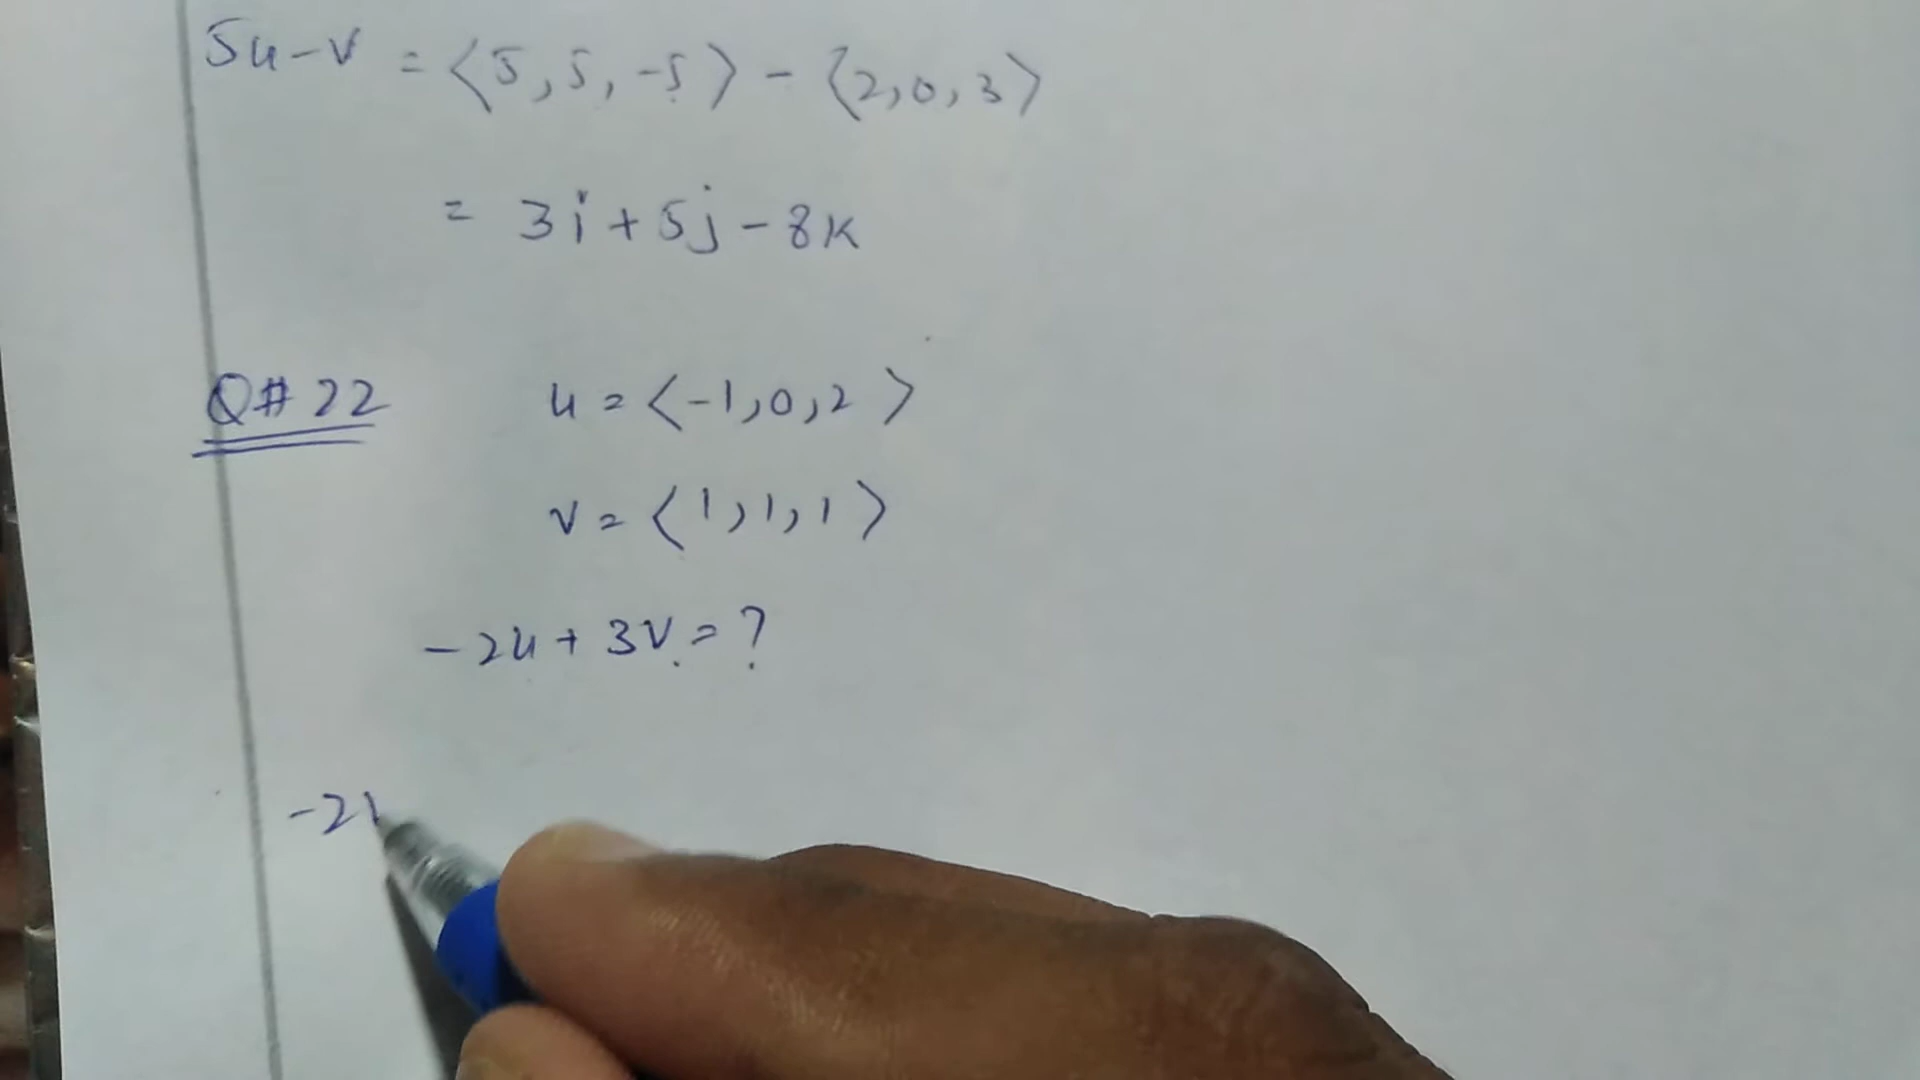 5u-v = ⟨5, 5, -5⟩ - ⟨2, 0, 3⟩
= 3i + 5j - 8k
Q# 22 u = ⟨-1, 0, 2⟩
v = ⟨1, 1, 1⟩
-2u + 3v = ?
-2